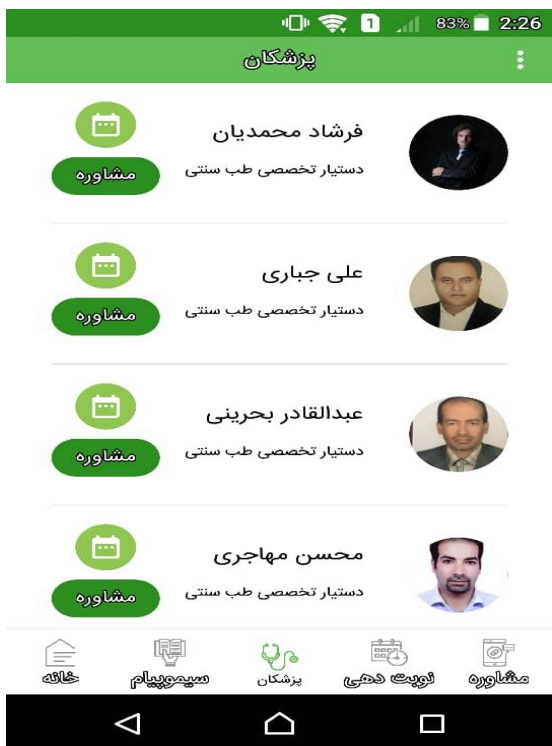 1 83% 2:26
پزشکان
فرشاد محمدیان
دستیار تخصصی طب سنتی
مشاوره
علی جباری
دستیار تخصصی طب سنتی
مشاوره
عبدالقادر بحرینی
دستیار تخصصی طب سنتی
مشاوره
محسن مهاجری
دستیار تخصصی طب سنتی
مشاوره
مشاوره نوبت دهی پزشکان سیموپیام خانه